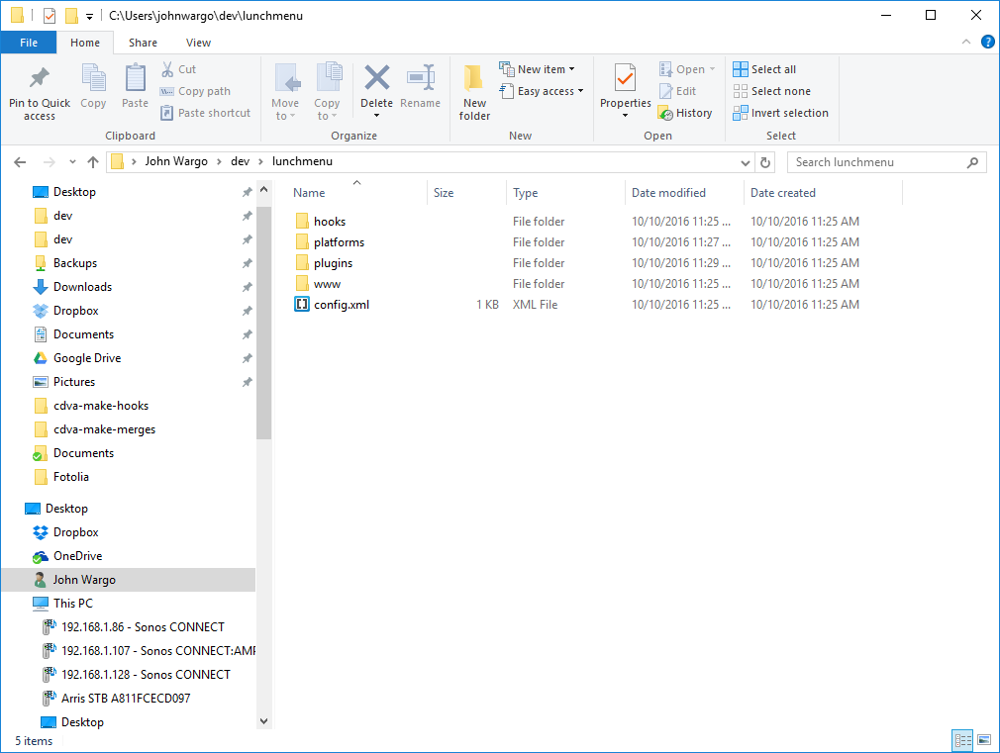 C:\Users\johnwargo\dev\lunchmenu
File Home Share View
Pin to Quick access
Copy
Paste
Cut
Copy path
Paste shortcut
Clipboard
Move to
Copy to
Delete
Rename
Organize
New folder
New item
Easy access
New
Properties
Open
Edit
History
Open
Select all
Select none
Invert selection
Select
John Wargo > dev > lunchmenu
Search lunchmenu
Desktop
dev
dev
Backups
Downloads
Dropbox
Documents
Google Drive
Pictures
cdva-make-hooks
cdva-make-merges
Documents
Fotolia
Desktop
Dropbox
OneDrive
John Wargo
This PC
192.168.1.86 - Sonos CONNECT
192.168.1.107 - Sonos CONNECT:AMP
192.168.1.128 - Sonos CONNECT
Arris STB A811FCECD097
Desktop
Name Size Type Date modified Date created
hooks File folder 10/10/2016 11:25 ... 10/10/2016 11:25 AM
platforms File folder 10/10/2016 11:27 ... 10/10/2016 11:25 AM
plugins File folder 10/10/2016 11:29 ... 10/10/2016 11:25 AM
www File folder 10/10/2016 11:25 ... 10/10/2016 11:25 AM
config.xml 1 KB XML File 10/10/2016 11:25 ... 10/10/2016 11:25 AM
5 items